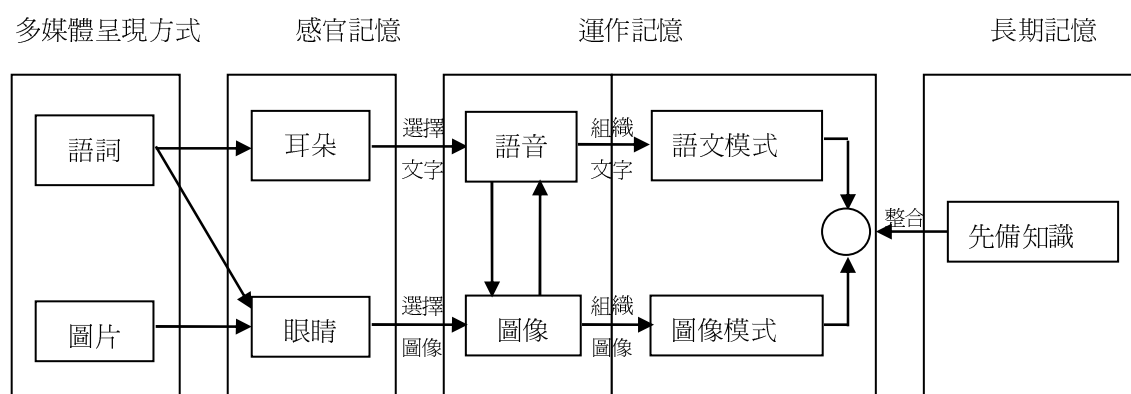 多媒體呈現方式
感官記憶
運作記憶
長期記憶
語詞
耳朵
選擇
文字
語音
組織
文字
語文模式
整合
先備知識
圖片
眼睛
選擇
圖像
圖像
組織
圖像
圖像模式